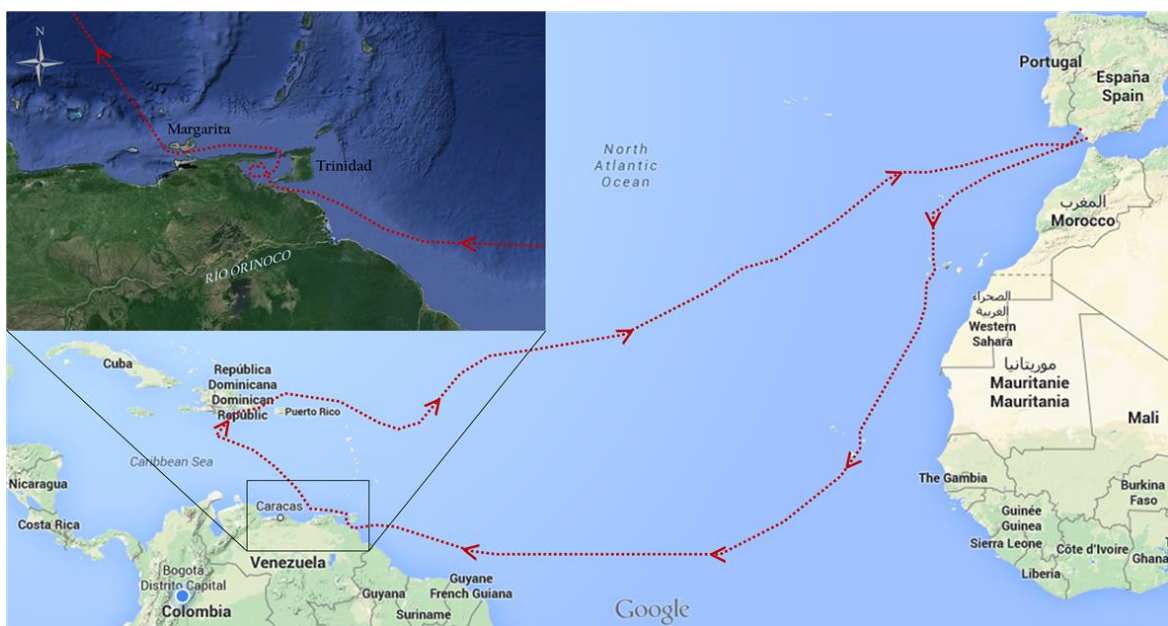 N
Margarita
Trinidad
RÍO ORINOCO
Portugal
España
Spain
North
Atlantic
Ocean
المغرب
Morocco
الصحراء
الغربية
Western
Sahara
موريتانيا
Mauritanie
Mauritania
Mali
Cuba
República
Dominicana
Dominican
Republic
Puerto Rico
Caribbean Sea
Nicaragua
Costa Rica
Caracas
Venezuela
Bogotá
Distrito Capital
Colombia
Guyana
Suriname
Guyane
French Guiana
The Gambia
Guinée
Guinea
Sierra Leone
Liberia
Côte d'Ivoire
Burkina
Faso
Ghana
Google